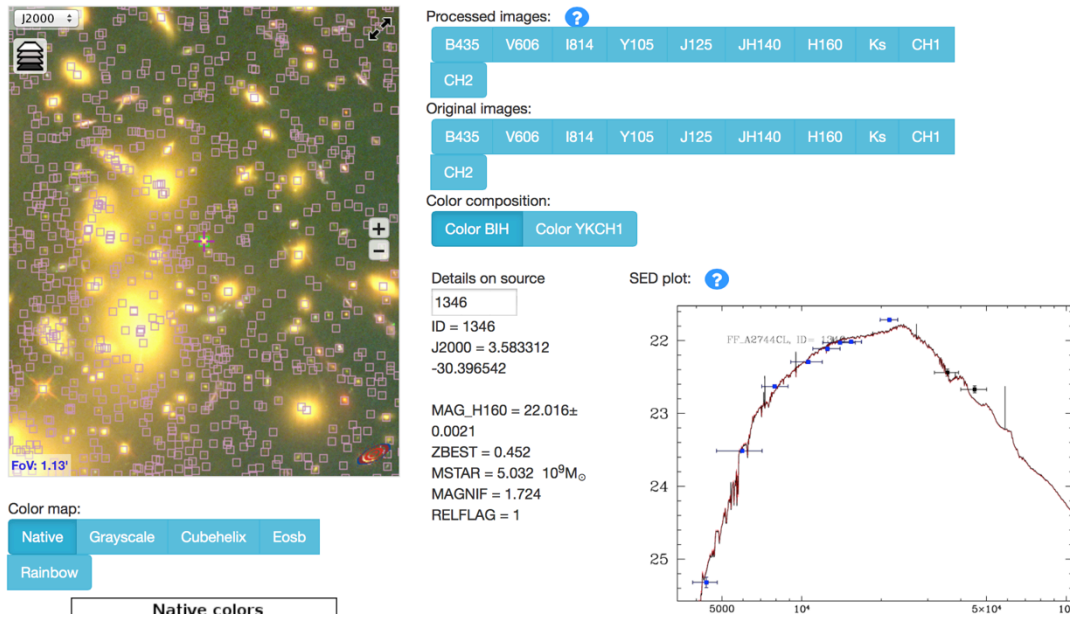 J2000
FoV: 1.13'
Color map:
Native Grayscale Cubehelix Eosb
Rainbow
Native colors
Processed images: ?
B435 V606 I814 Y105 J125 JH140 H160 Ks CH1
CH2
Original images:
B435 V606 I814 Y105 J125 JH140 H160 Ks CH1
CH2
Color composition:
Color BIH Color YKCH1
Details on source
1346
ID = 1346
J2000 = 3.583312
-30.396542
MAG_H160 = 22.016±
0.0021
ZBEST = 0.452
MSTAR = 5.032 10⁹M☉
MAGNIF = 1.724
RELFLAG = 1
SED plot: ?
FF_A2744CL, ID=
22
23
24
25
5000 10⁴ 5×10⁴